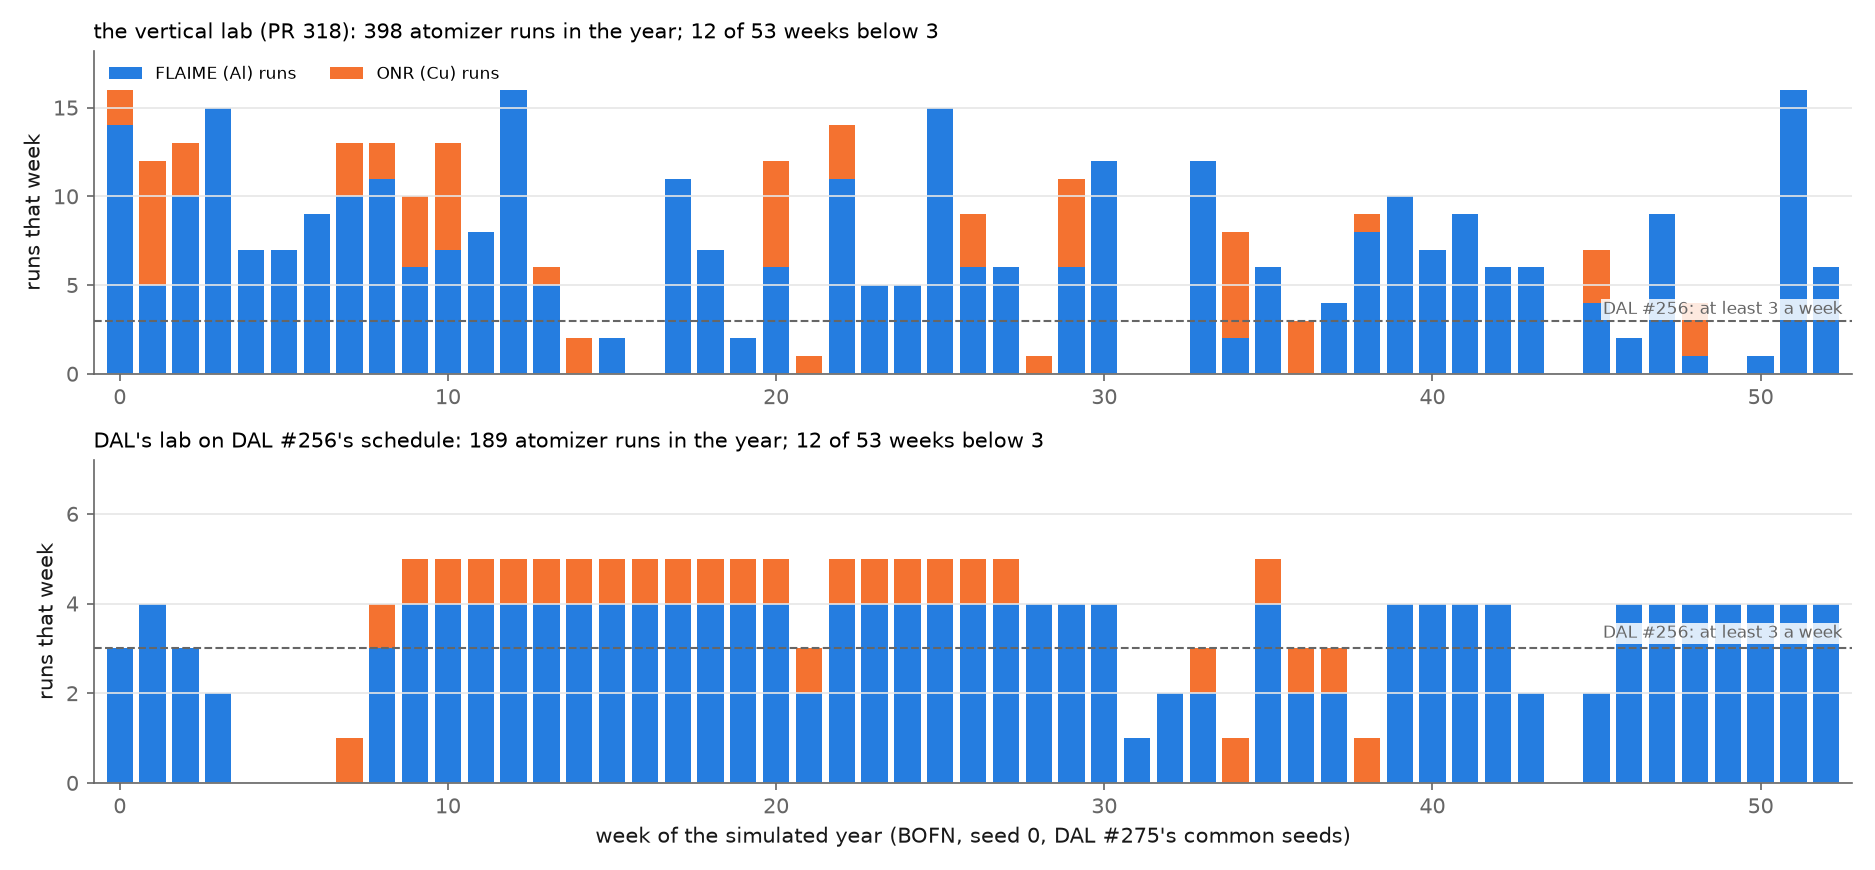 the vertical lab (PR 318): 398 atomizer runs in the year; 12 of 53 weeks below 3
FLAIME (Al) runs
ONR (Cu) runs
runs that week
15
10
5
0
DAL #256: at least 3 a week
0 10 20 30 40 50
DAL's lab on DAL #256's schedule: 189 atomizer runs in the year; 12 of 53 weeks below 3
runs that week
6
4
2
0
DAL #256: at least 3 a week
0 10 20 30 40 50
week of the simulated year (BOFN, seed 0, DAL #275's common seeds)